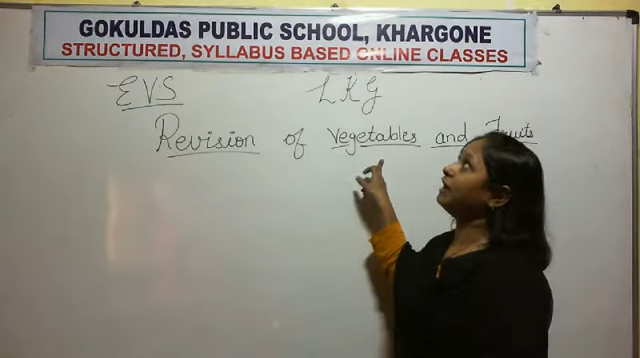 GOKULDAS PUBLIC SCHOOL, KHARGONE
STRUCTURED, SYLLABUS BASED ONLINE CLASSES
EVS LKG
Revision of vegetables and Fruits